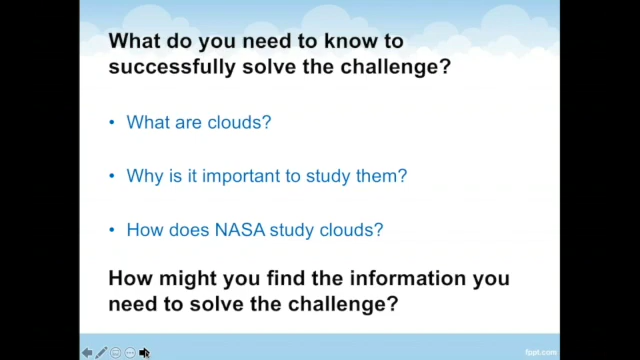 What do you need to know to
successfully solve the challenge?
• What are clouds?
• Why is it important to study them?
• How does NASA study clouds?
How might you find the information you
need to solve the challenge?
fppt.com